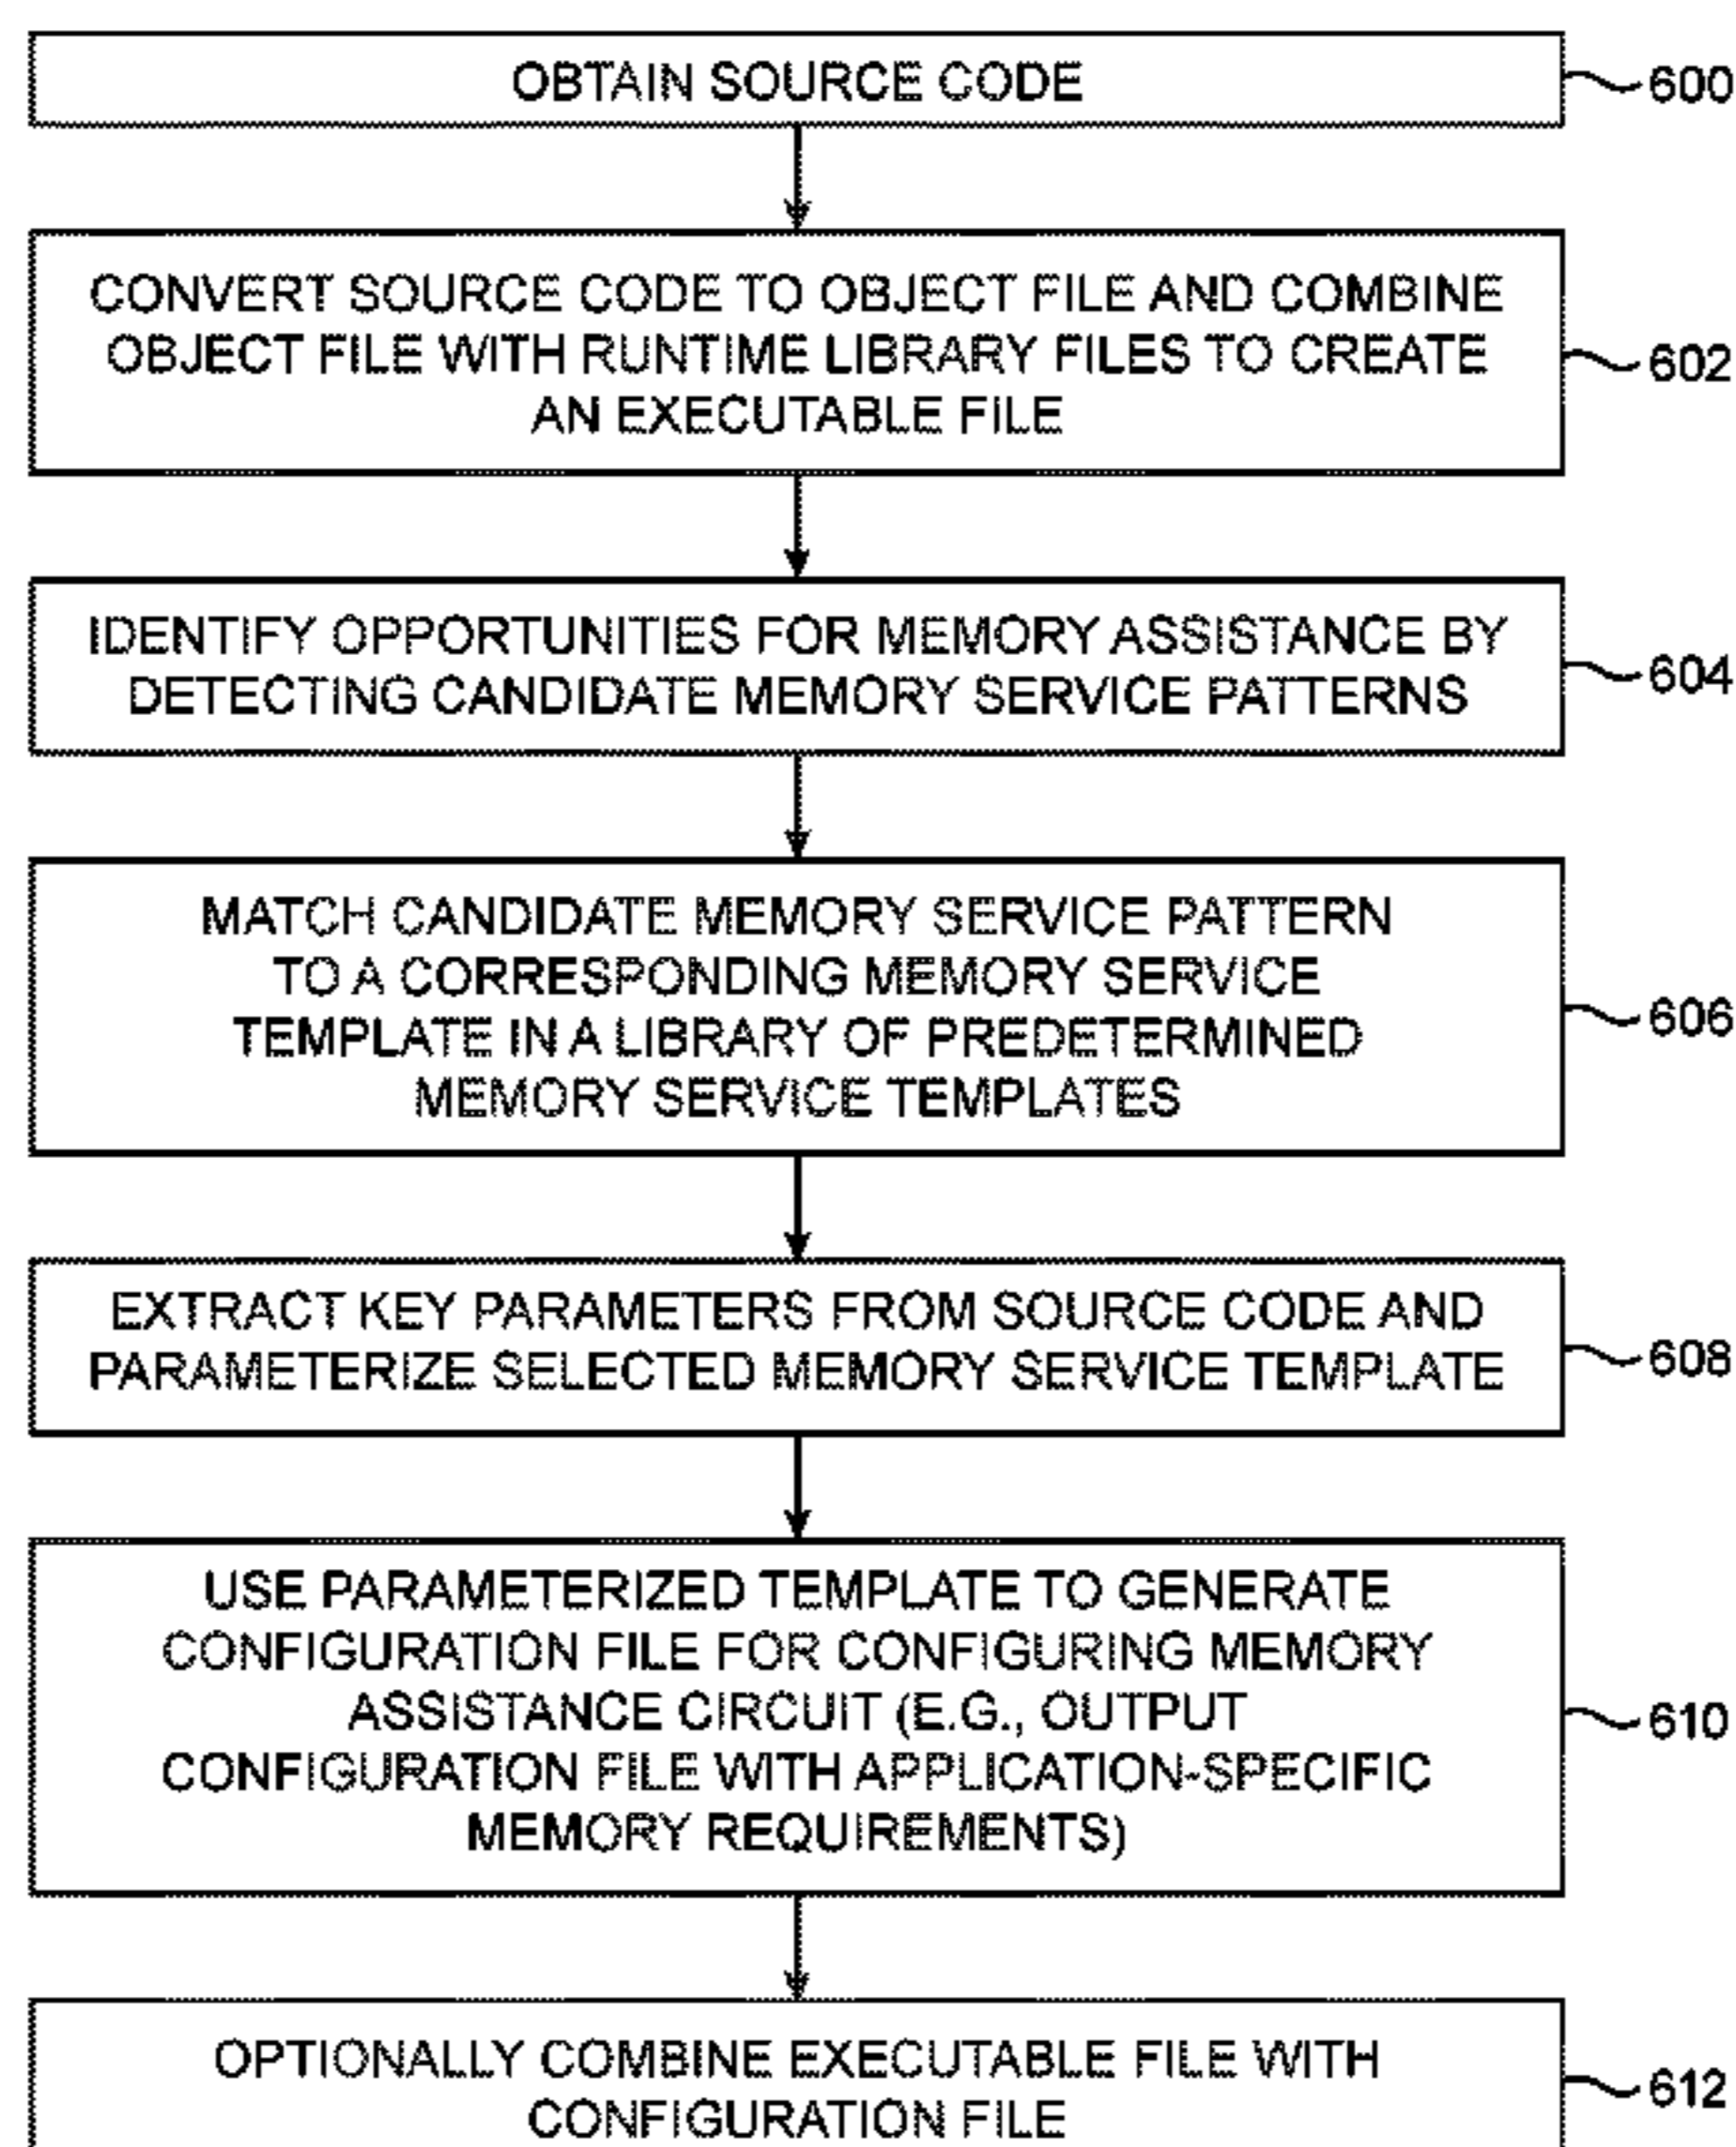 OBTAIN SOURCE CODE
600
CONVERT SOURCE CODE TO OBJECT FILE AND COMBINE
OBJECT FILE WITH RUNTIME LIBRARY FILES TO CREATE
AN EXECUTABLE FILE
602
IDENTIFY OPPORTUNITIES FOR MEMORY ASSISTANCE BY
DETECTING CANDIDATE MEMORY SERVICE PATTERNS
604
MATCH CANDIDATE MEMORY SERVICE PATTERN
TO A CORRESPONDING MEMORY SERVICE
TEMPLATE IN A LIBRARY OF PREDETERMINED
MEMORY SERVICE TEMPLATES
606
EXTRACT KEY PARAMETERS FROM SOURCE CODE AND
PARAMETERIZE SELECTED MEMORY SERVICE TEMPLATE
608
USE PARAMETERIZED TEMPLATE TO GENERATE
CONFIGURATION FILE FOR CONFIGURING MEMORY
ASSISTANCE CIRCUIT (E.G., OUTPUT
CONFIGURATION FILE WITH APPLICATION-SPECIFIC
MEMORY REQUIREMENTS)
610
OPTIONALLY COMBINE EXECUTABLE FILE WITH
CONFIGURATION FILE
612